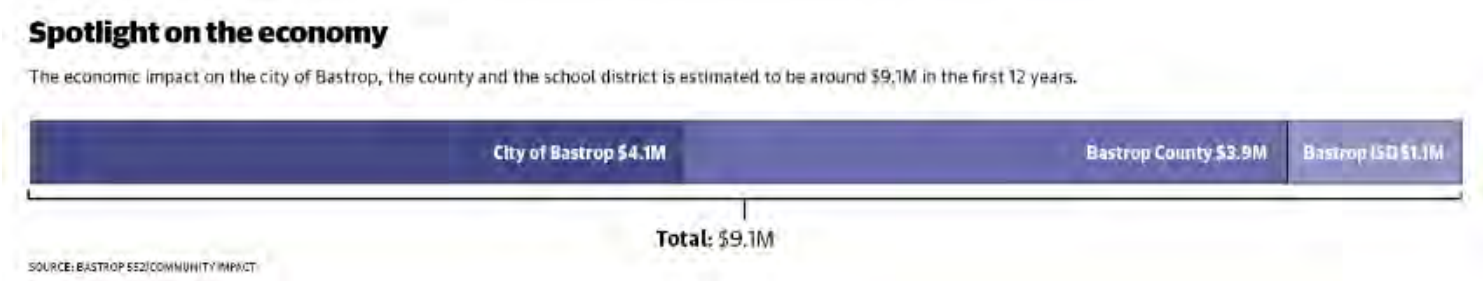 Spotlight on the economy
The economic impact on the city of Bastrop, the county and the school district is estimated to be around $9.1M in the first 12 years.
City of Bastrop $4.1M
Bastrop County $3.9M
Bastrop ISD $1.1M
Total: $9.1M
SOURCE: BASTROP 552/COMMUNITY IMPACT